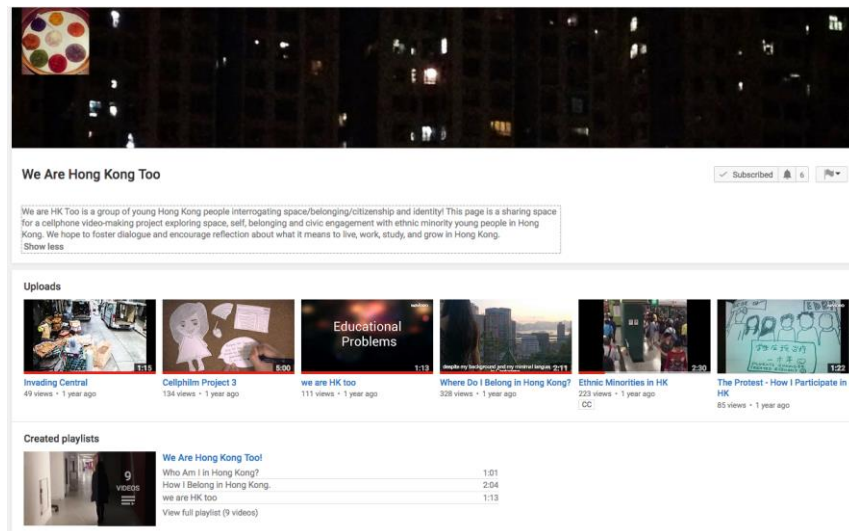 We Are Hong Kong Too
Subscribed 6
We are HK Too is a group of young Hong Kong people interrogating space/belonging/citizenship and identity! This page is a sharing space
for a cellphone video-making project exploring space, self, belonging and civic engagement with ethnic minority young people in Hong
Kong. We hope to foster dialogue and encourage reflection about what it means to live, work, study, and grow in Hong Kong.
Show less
Uploads
1:15
5:00
Educational
Problems
1:13
despite my background and my minimal tongue
2:11
2:30
1:22
Invading Central
49 views • 1 year ago
Cellphilm Project 3
134 views • 1 year ago
we are HK too
111 views • 1 year ago
Where Do I Belong in Hong Kong?
328 views • 1 year ago
Ethnic Minorities in HK
223 views • 1 year ago
CC
The Protest - How I Participate in
HK
85 views • 1 year ago
Created playlists
9
VIDEOS
We Are Hong Kong Too!
Who Am I in Hong Kong? 1:01
How I Belong in Hong Kong. 2:04
we are HK too 1:13
View full playlist (9 videos)